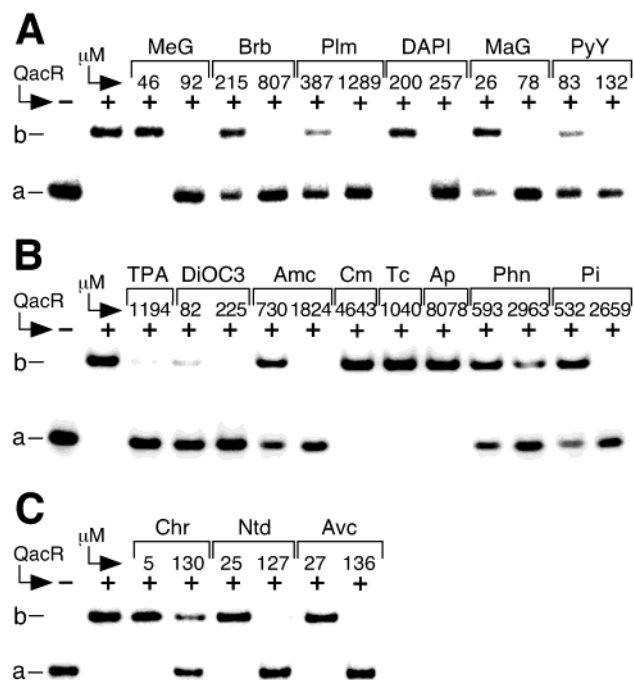 A
MeG Brb Plm DAPI MaG PyY
μM
QacR 46 92 215 807 387 1289 200 257 26 78 83 132
− + + + + + + + + + + + + +
b
a
B
TPA DiOC3 Amc Cm Tc Ap Phn Pi
μM
QacR 1194 82 225 730 1824 4643 1040 8078 593 2963 532 2659
− + + + + + + + + + + + + +
b
a
C
Chr Ntd Avc
μM
QacR 5 130 25 127 27 136
− + + + + + + +
b
a